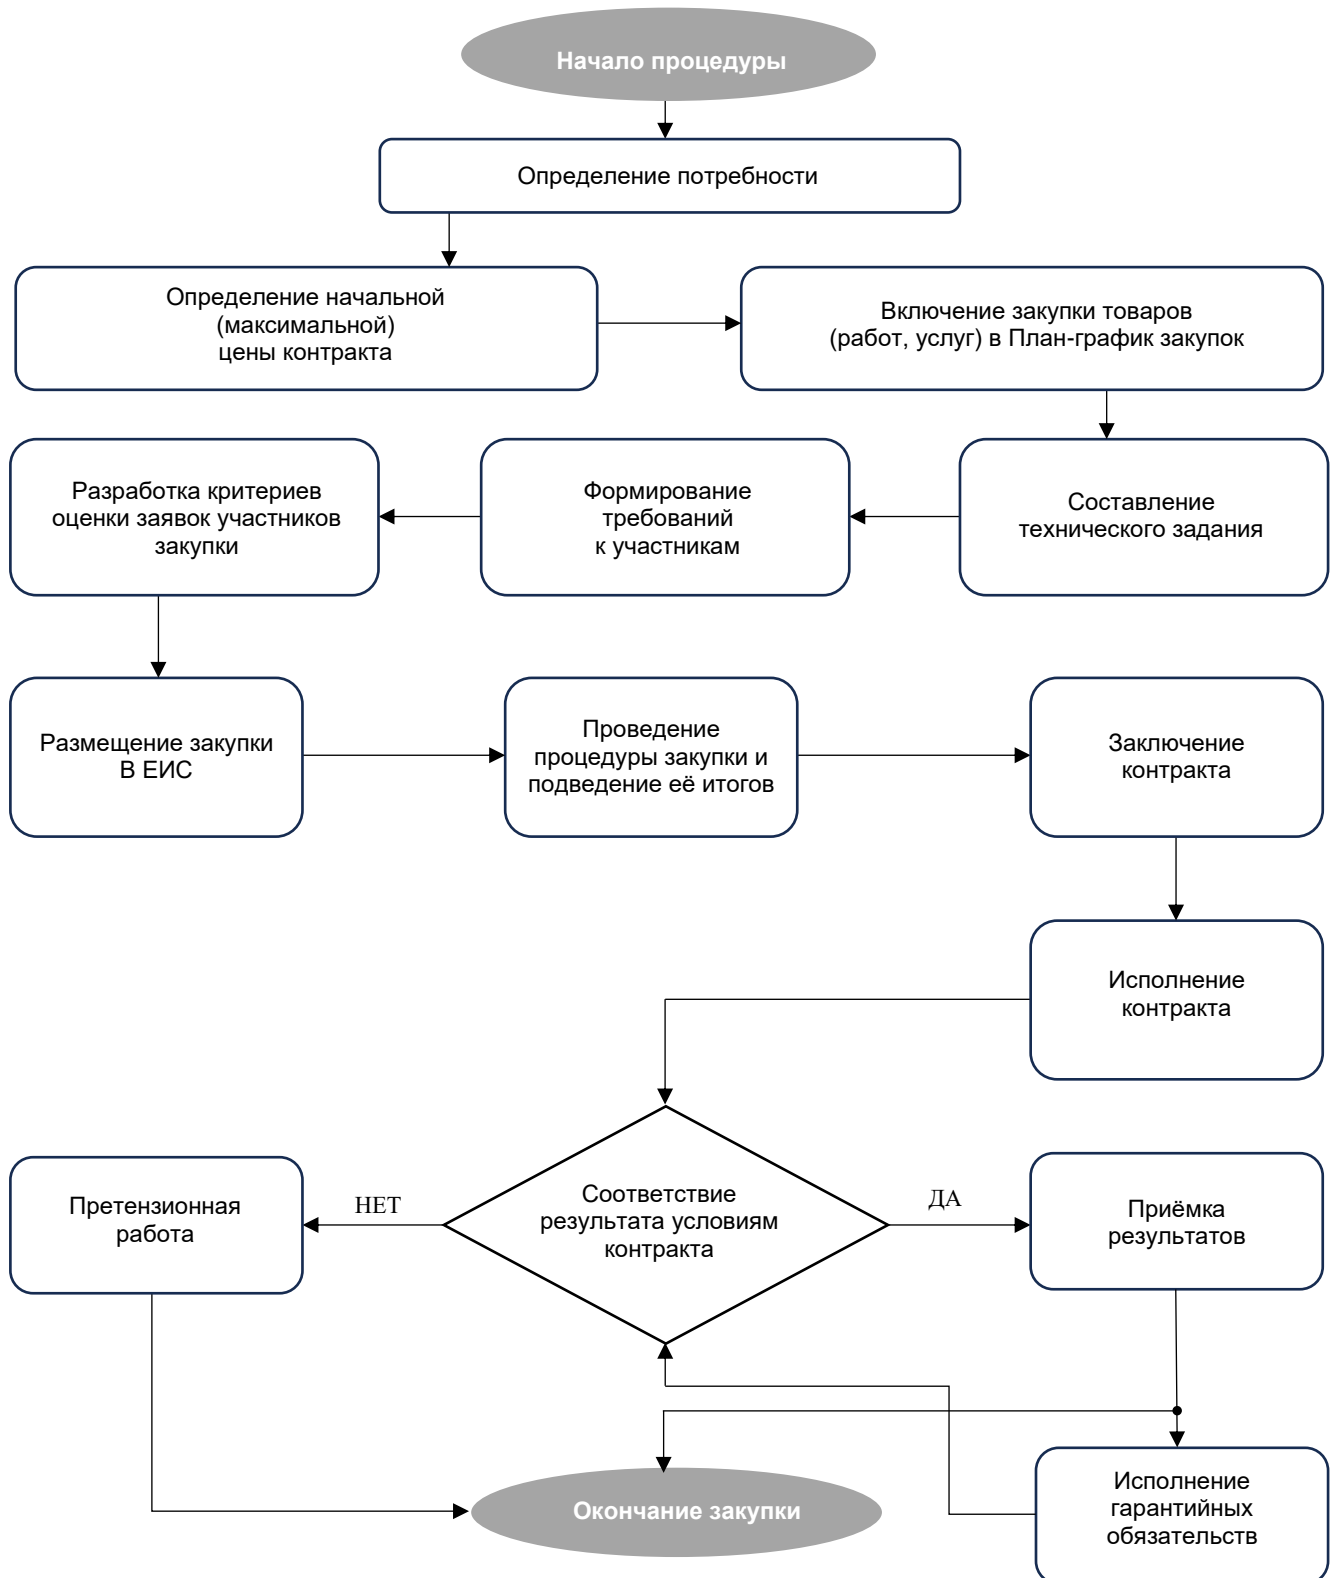 Начало процедуры
Определение потребности
Определение начальной
(максимальной)
цены контракта
Включение закупки товаров
(работ, услуг) в План-график закупок
Разработка критериев
оценки заявок участников
закупки
Формирование
требований
к участникам
Составление
технического задания
Размещение закупки
В ЕИС
Проведение
процедуры закупки и
подведение её итогов
Заключение
контракта
Исполнение
контракта
Претензионная
работа
НЕТ
Соответствие
результата условиям
контракта
ДА
Приёмка
результатов
Окончание закупки
Исполнение
гарантийных
обязательств